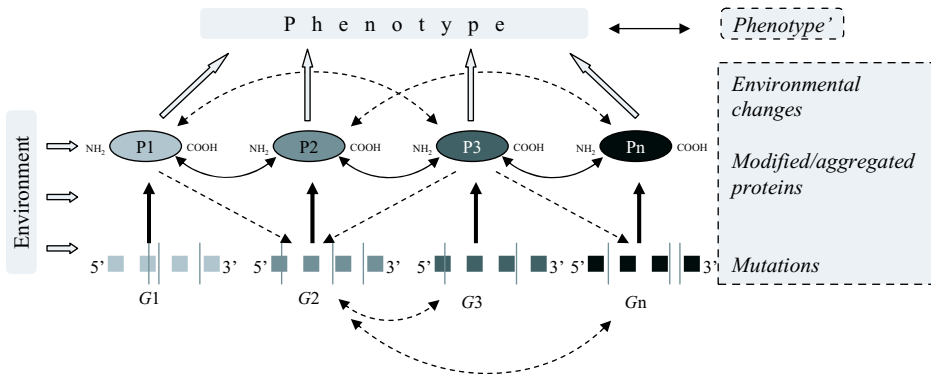 P h e n o t y p e
Phenotype’
Environmental
changes
Environment
NH₂ P1 COOH
NH₂ P2 COOH
NH₂ P3 COOH
NH₂ Pn COOH
Modified/aggregated
proteins
5’ 3’
5’ 3’
5’ 3’
5’ 3’
Mutations
G1
G2
G3
Gn